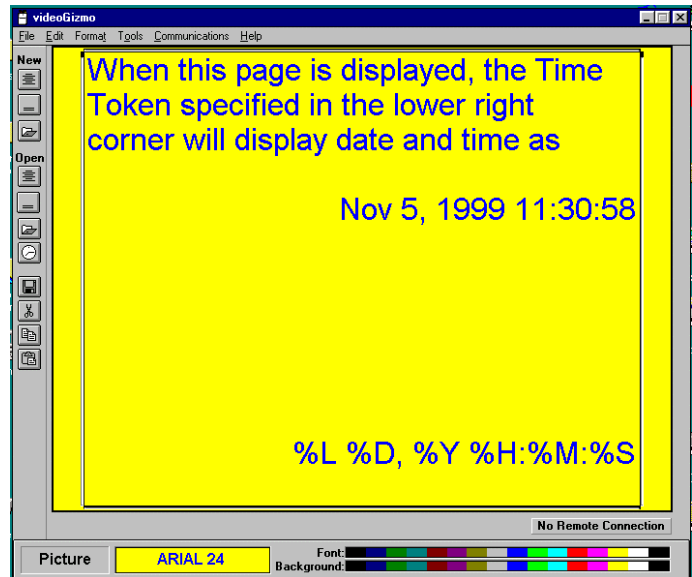 videoGizmo
File Edit Format Tools Communications Help
New
When this page is displayed, the Time
Token specified in the lower right
corner will display date and time as
Open
Nov 5, 1999 11:30:58
%L %D, %Y %H:%M:%S
No Remote Connection
Picture
ARIAL 24
Font:
Background: